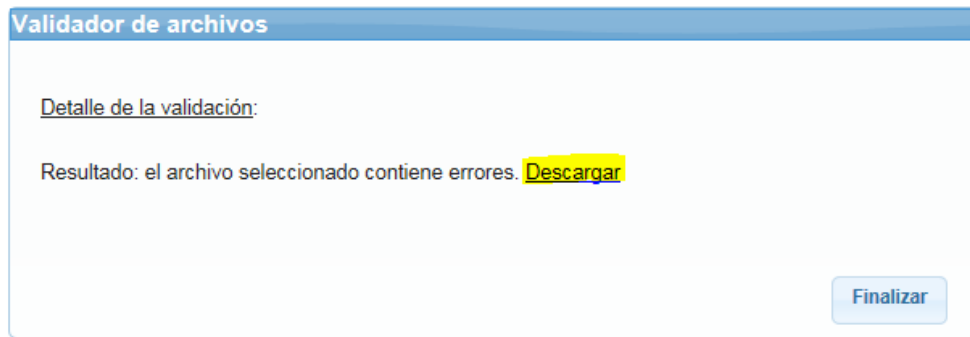 Validador de archivos
Detalle de la validación:
Resultado: el archivo seleccionado contiene errores. Descargar
Finalizar